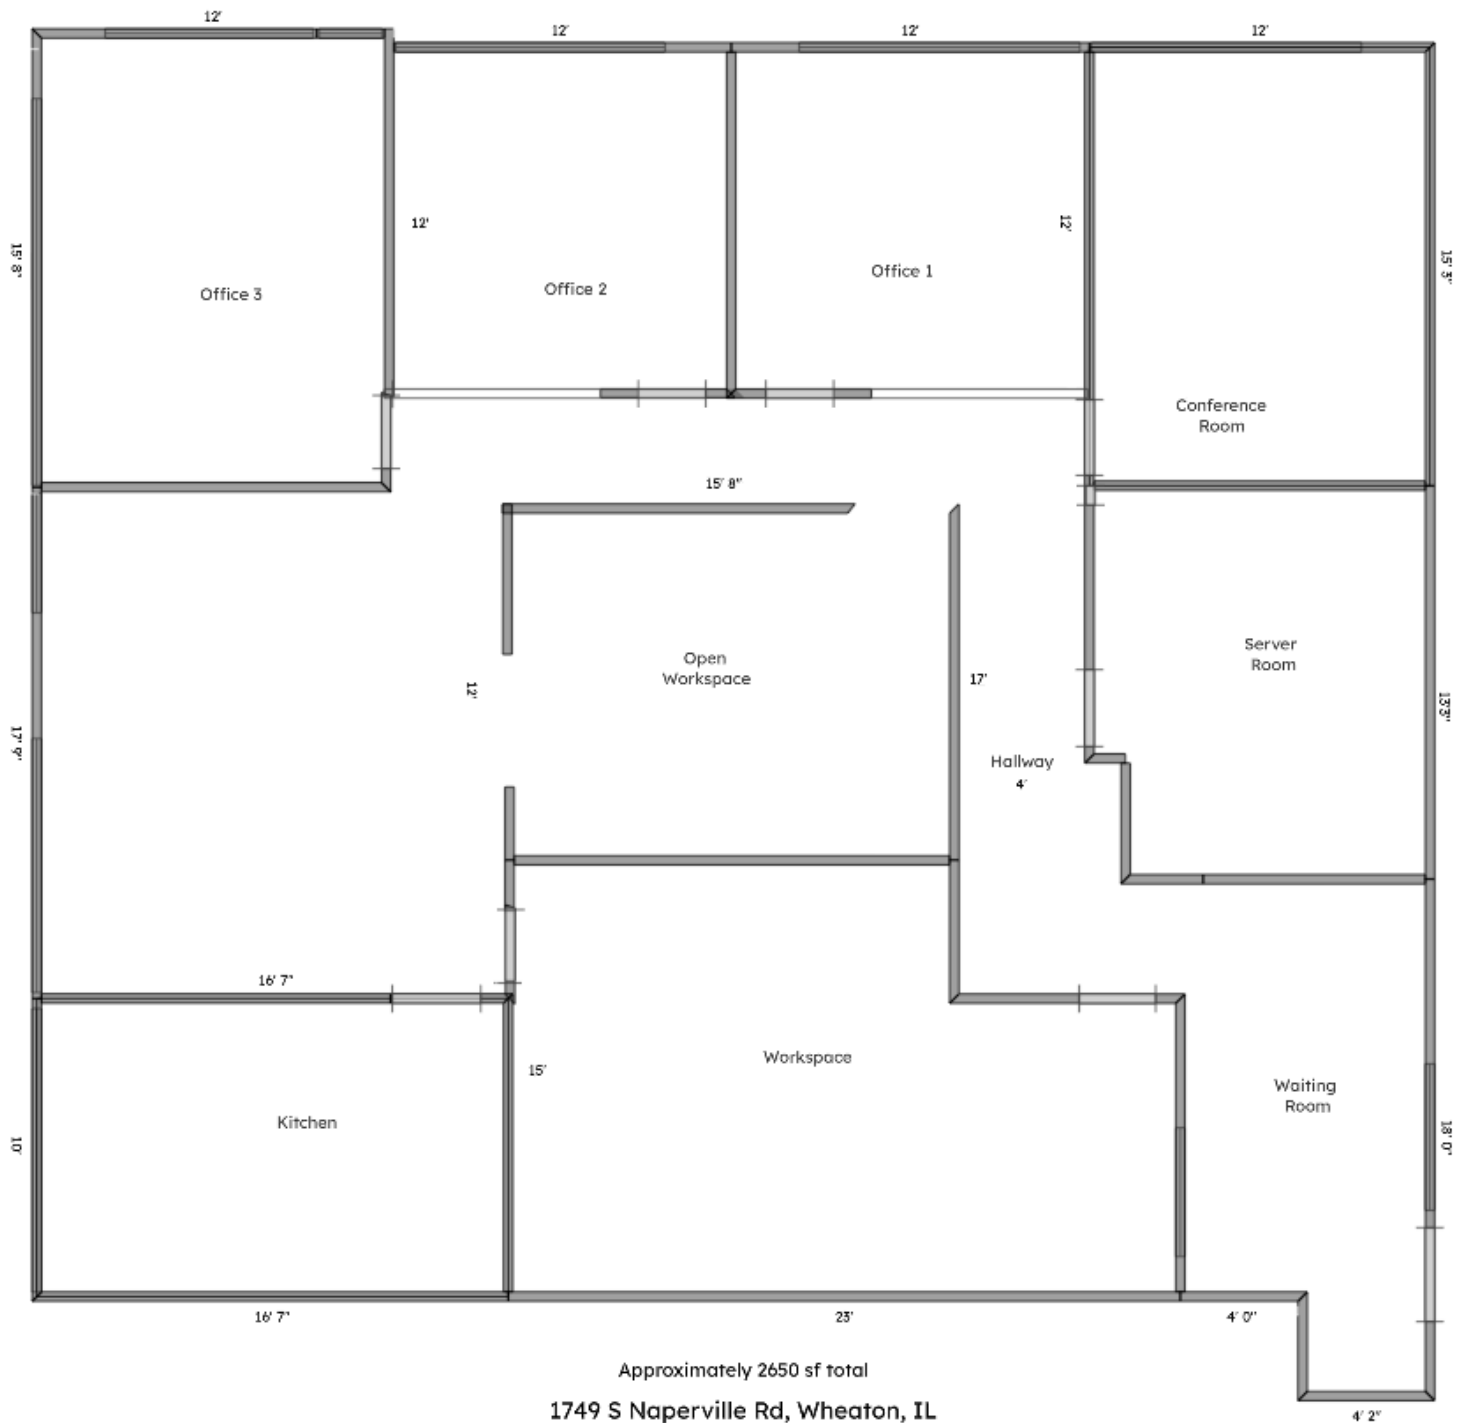 12'
12'
12'
12'
12'
12'
15' 8"
15' 3"
Office 3
Office 2
Office 1
Conference
Room
15' 8"
Open
Workspace
12'
17'
Server
Room
13'3"
17' 9"
Hallway
4'
16' 7"
Workspace
15'
Kitchen
Waiting
Room
10'
18' 0"
16' 7"
23'
4' 0"
Approximately 2650 sf total
1749 S Naperville Rd, Wheaton, IL
4' 2"